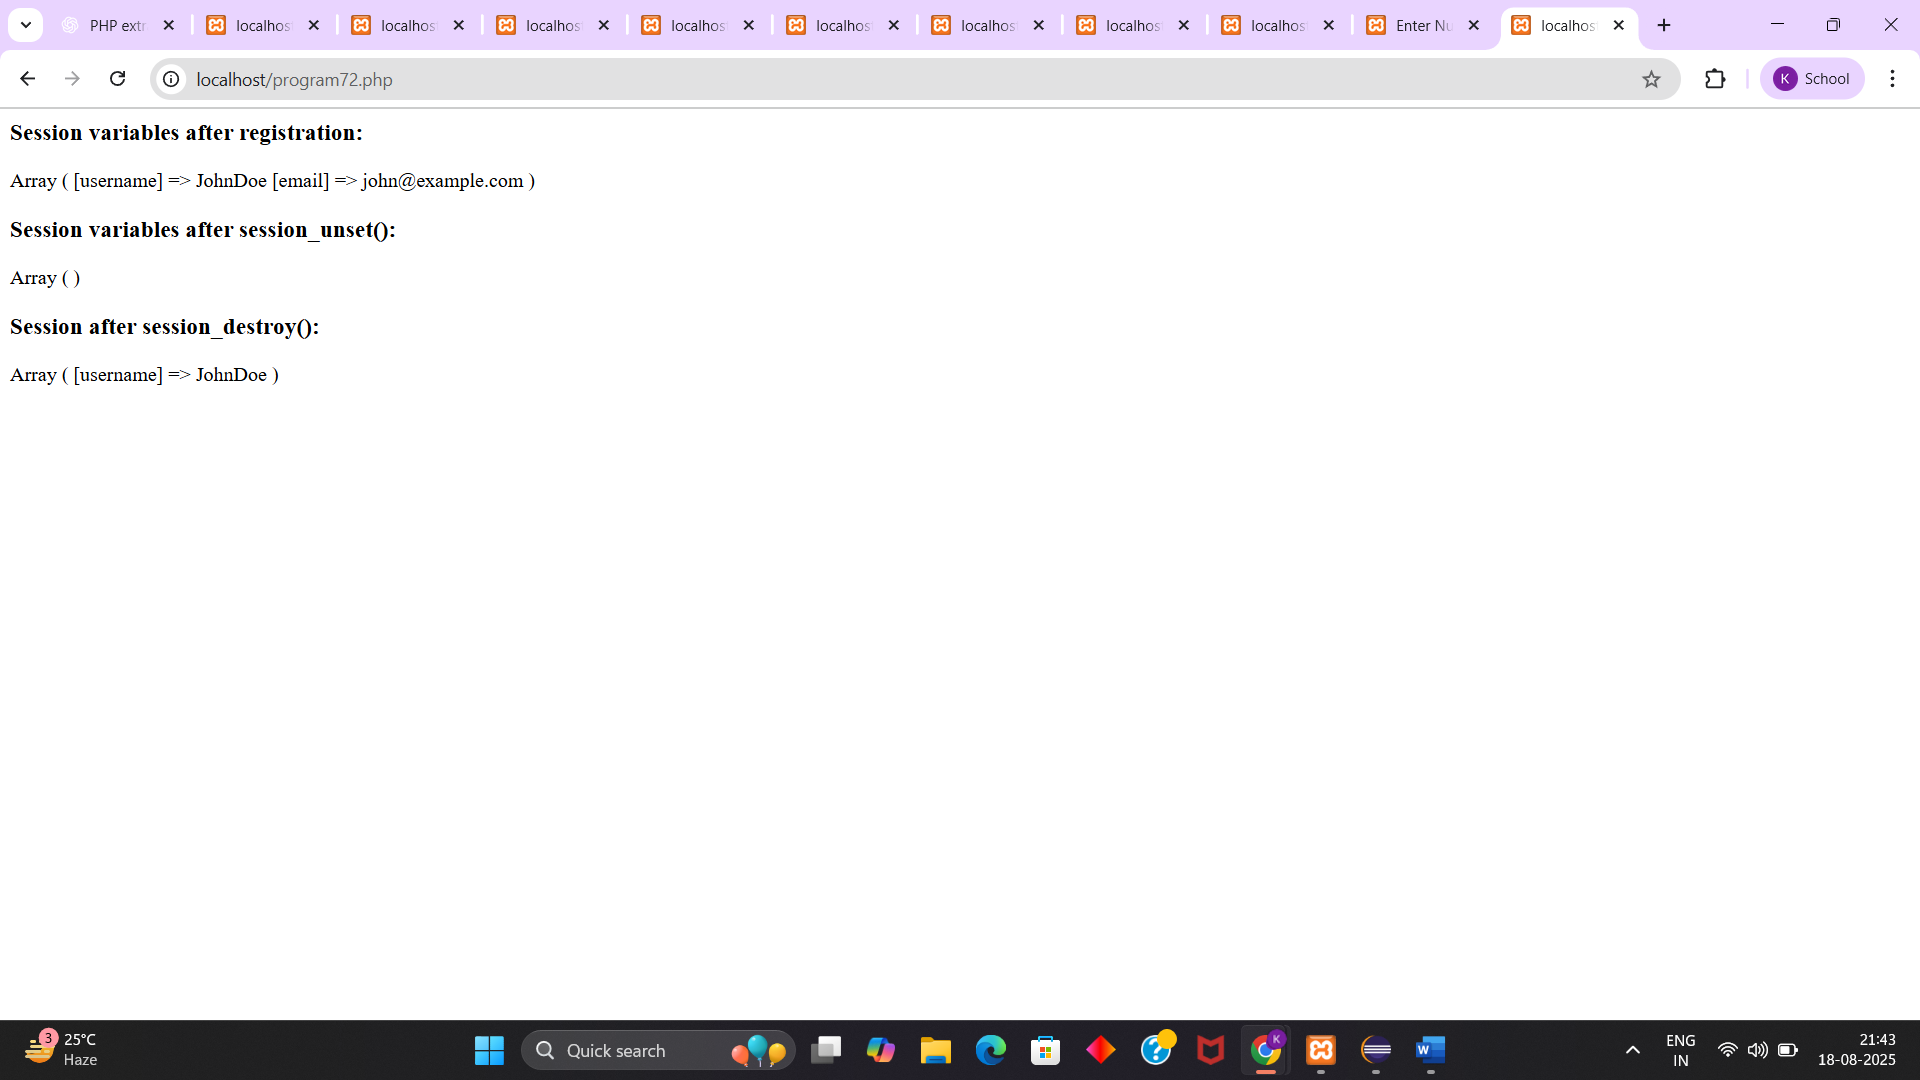 PHP extr
localhos
localhos
localhos
localhos
localhos
localhos
localhos
localhos
Enter Nu
localhos
localhost/program72.php
K
School
Session variables after registration:
Array ( [username] => JohnDoe [email] => john@example.com )
Session variables after session_unset():
Array ( )
Session after session_destroy():
Array ( [username] => JohnDoe )
3
25°C
Haze
Quick search
K
W
ENG
IN
21:43
18-08-2025